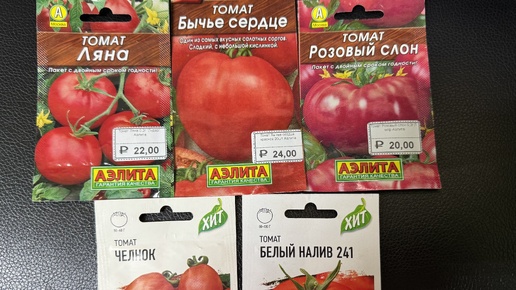 ТОМАТ
Ляна
Пакет с двойным сроком годности!
₽ 22,00
АЭЛИТА
ГАРАНТИЯ КАЧЕСТВА
ТОМАТ
Бычье сердце
Один из самых вкусных салатных сортов
Сладкий, с небольшой кислинкой
₽ 24,00
АЭЛИТА
ГАРАНТИЯ КАЧЕСТВА
ТОМАТ
РОЗОВЫЙ СЛОН
Пакет с двойным сроком годности!
₽ 20,00
АЭЛИТА
ГАРАНТИЯ КАЧЕСТВА
ХИТ
ТОМАТ
ЧЕЛНОК
ХИТ
ТОМАТ
БЕЛЫЙ НАЛИВ 241